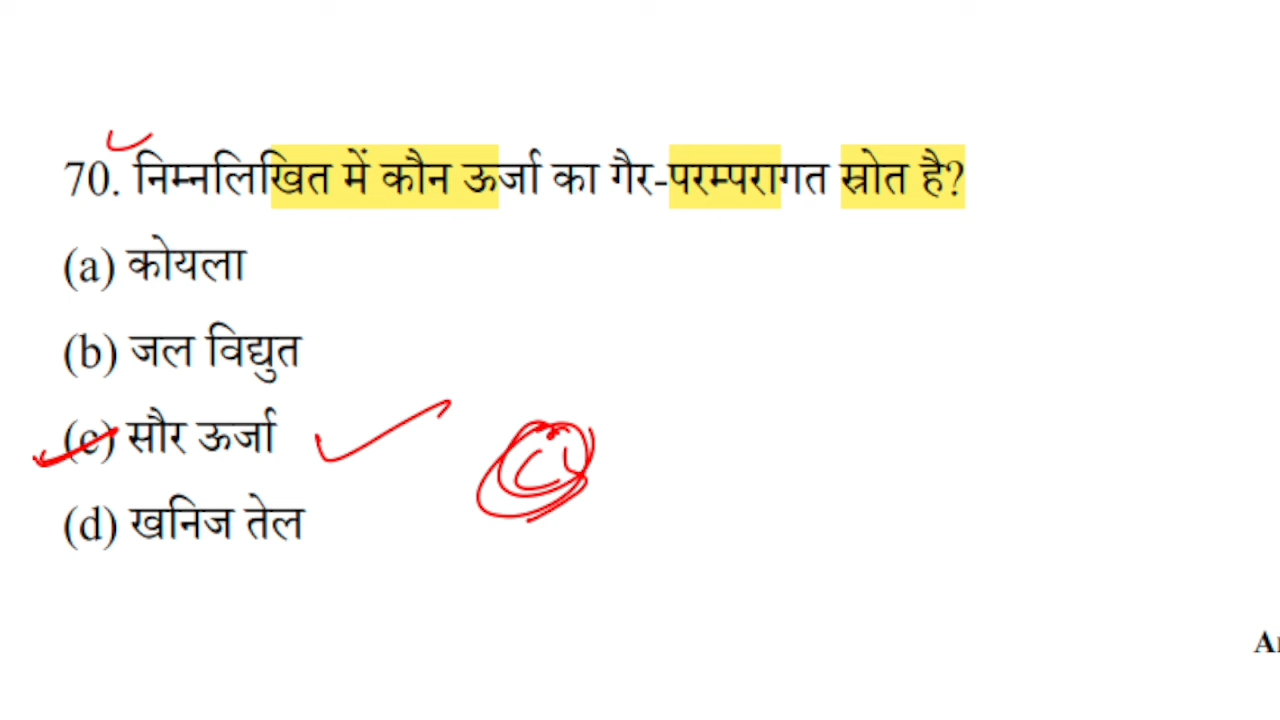 70. निम्नलिखित में कौन ऊर्जा का गैर-परम्परागत स्रोत है?
(a) कोयला
(b) जल विद्युत
(c) सौर ऊर्जा
C
(d) खनिज तेल